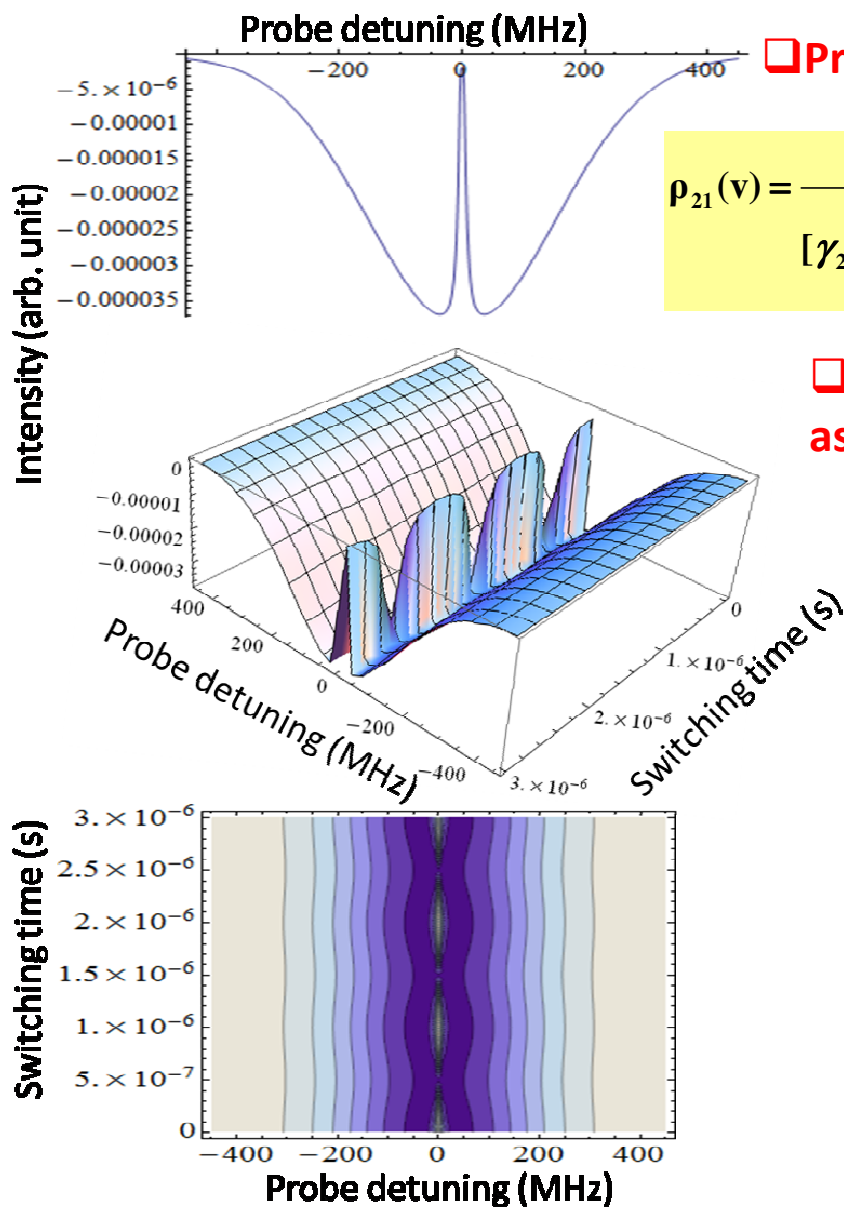 Probe detuning (MHz)
−200 0 200 400
❑Pr
Intensity (arb. unit)
−5.×10⁻⁶
−0.00001
−0.000015
−0.00002
−0.000025
−0.00003
−0.000035
ρ₂₁(v) =
[γ₂
❑
as
0
−0.00001
−0.00002
−0.00003
400
200
0
−200
−400
Probe detuning (MHz)
0
1.×10⁻⁶
2.×10⁻⁶
3.×10⁻⁶
Switching time (s)
Switching time (s)
3.×10⁻⁶
2.5×10⁻⁶
2.×10⁻⁶
1.5×10⁻⁶
1.×10⁻⁶
5.×10⁻⁷
0
−400 −200 0 200 400
Probe detuning (MHz)